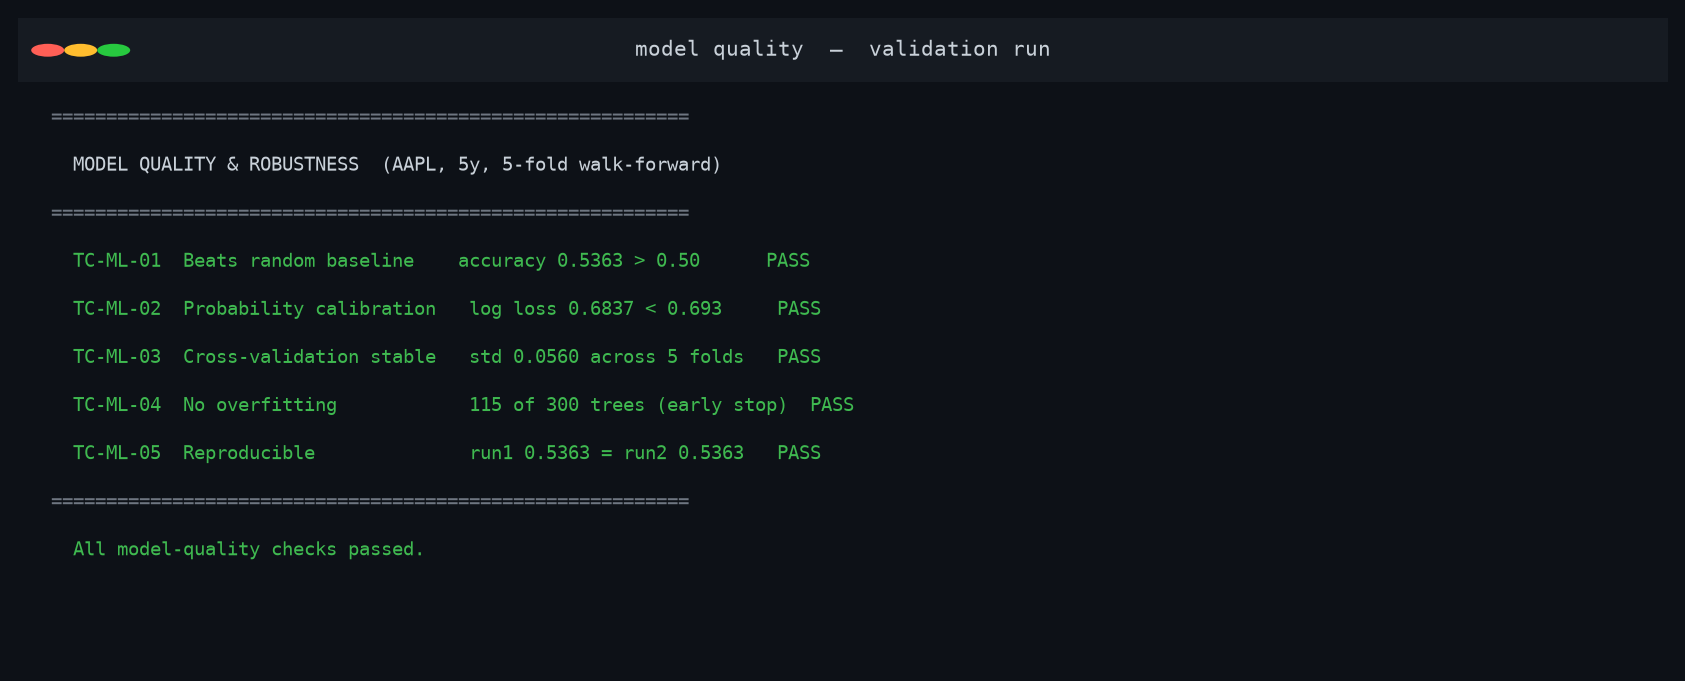 model quality — validation run
==========================================================
MODEL QUALITY & ROBUSTNESS  (AAPL, 5y, 5-fold walk-forward)
==========================================================
TC-ML-01  Beats random baseline    accuracy 0.5363 > 0.50      PASS
TC-ML-02  Probability calibration   log loss 0.6837 < 0.693     PASS
TC-ML-03  Cross-validation stable   std 0.0560 across 5 folds   PASS
TC-ML-04  No overfitting            115 of 300 trees (early stop)  PASS
TC-ML-05  Reproducible              run1 0.5363 = run2 0.5363   PASS
==========================================================
All model-quality checks passed.